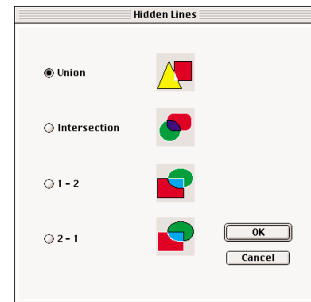 Hidden Lines
Union
Intersection
1 - 2
2 - 1
OK
Cancel